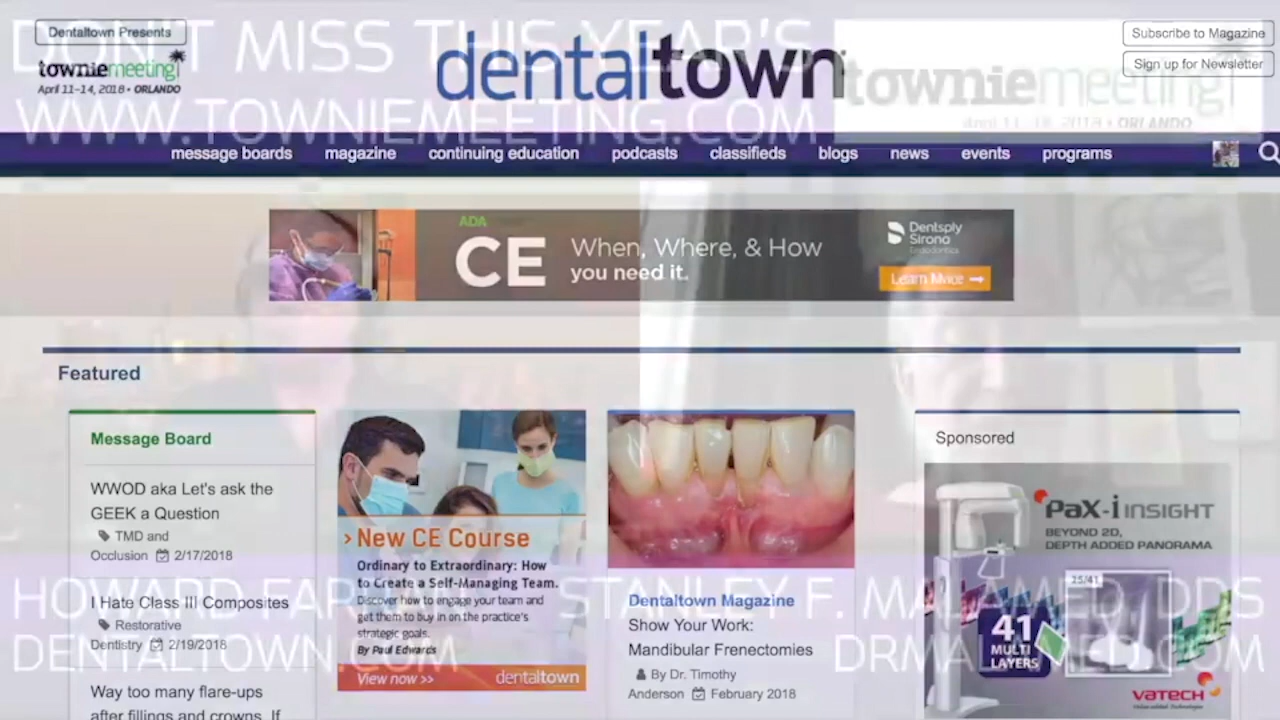 DON'T MISS THIS YEAR'S
WWW.TOWNIEMEETING.COM
Dentaltown Presents
towniemeeting
April 11–14, 2018 • ORLANDO
dentaltown
towniemeeting
ORLANDO
Subscribe to Magazine
Sign up for Newsletter
message boards magazine continuing education podcasts classifieds blogs news events programs
ADA
CE
When, Where, & How
you need it.
Dentsply
Sirona
Endodontics
Learn More
Featured
Message Board
WWOD aka Let's ask the
GEEK a Question
TMD and
Occlusion 2/17/2018
I Hate Class III Composites
Restorative
Dentistry 2/19/2018
Way too many flare-ups
after fillings and crowns. If
New CE Course
Ordinary to Extraordinary: How
to Create a Self-Managing Team.
Discover how to engage your team and
get them to buy in on the practice's
strategic goals.
By Paul Edwards
View now >>
dentaltown
Dentaltown Magazine
Show Your Work:
Mandibular Frenectomies
By Dr. Timothy
Anderson February 2018
Sponsored
PaX-i INSIGHT
BEYOND 2D,
DEPTH ADDED PANORAMA
25/41
41
MULTI
LAYERS
vatech
HOWARD
DENTALTOWN.COM
STANLEY F. MALAMED, DDS
DRMALAMED.COM